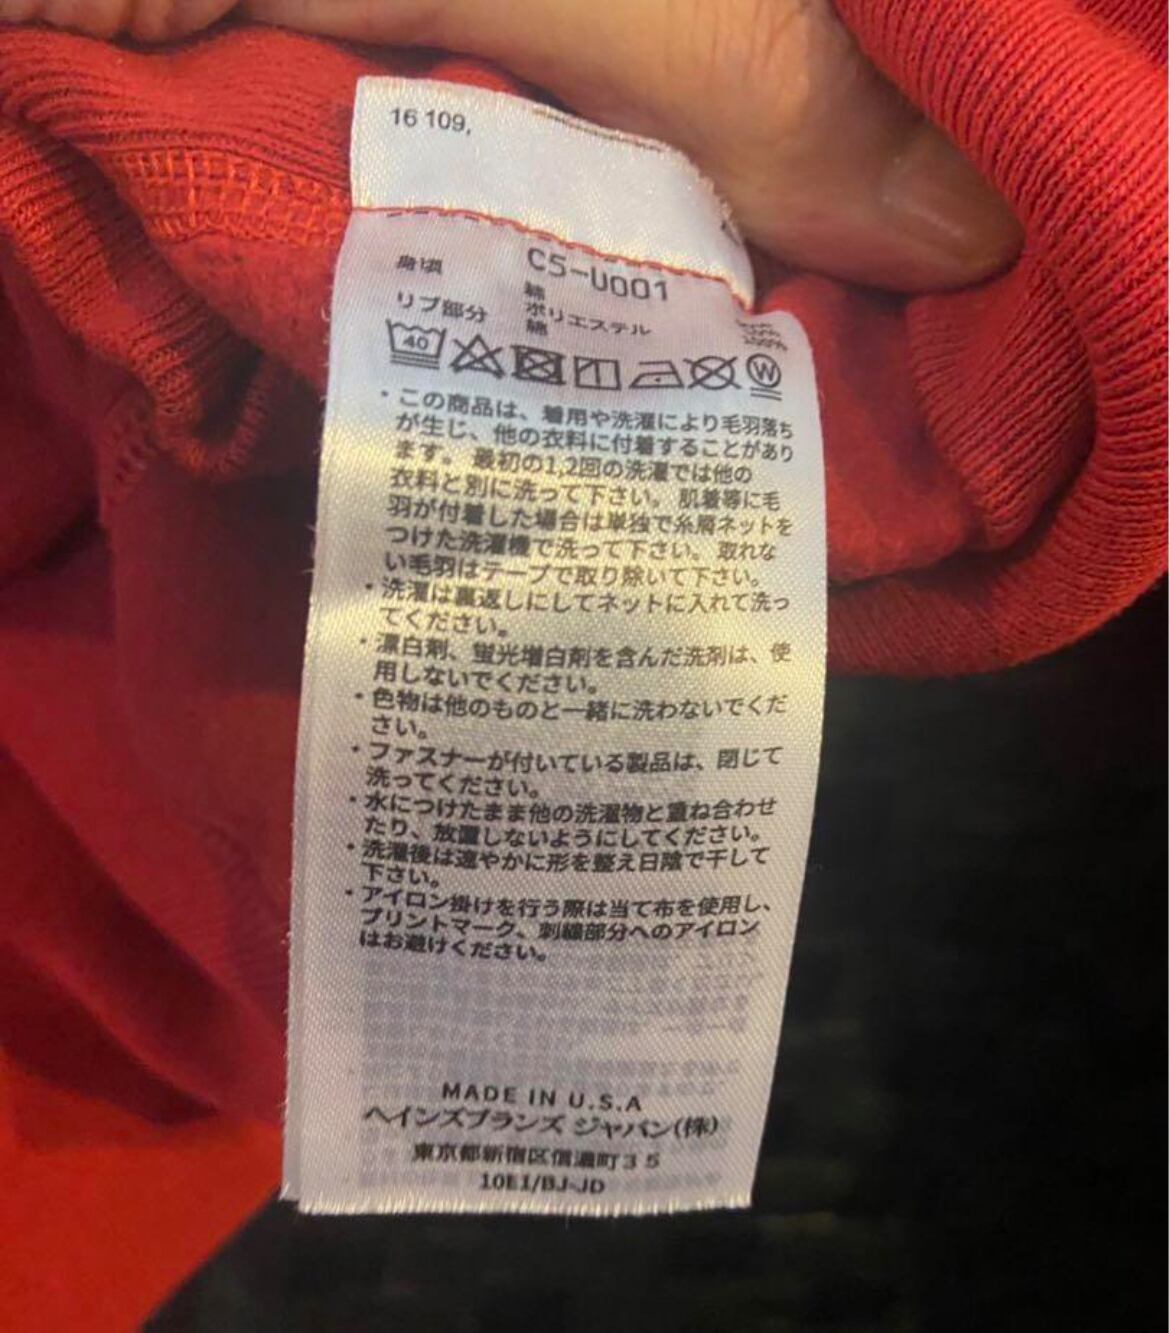 16 109,
C5-U001
身頃 綿
ポリエステル
リブ部分 綿
40
W
・この商品は、着用や洗濯により毛羽落ち
が生じ、他の衣料に付着することがあり
ます。最初の1,2回の洗濯では他の
衣料と別に洗って下さい。肌着等に毛
羽が付着した場合は単独で糸屑ネットを
つけた洗濯機で洗って下さい。取れな
い毛羽はテープで取り除いて下さい。
・洗濯は裏返しにしてネットに入れて洗っ
てください。
・漂白剤、蛍光増白剤を含んだ洗剤は、使
用しないでください。
・色物は他のものと一緒に洗わないでくだ
さい。
・ファスナーが付いている製品は、閉じて
洗ってください。
・水につけたまま他の洗濯物と重ね合わせ
たり、放置しないようにしてください。
・洗濯後は速やかに形を整え日陰で干して
下さい。
・アイロン掛けを行う際は当て布を使用し、
プリントマーク、刺繍部分へのアイロン
はお避けください。
MADE IN U.S.A
ヘインズブランズ ジャパン(株)
東京都新宿区信濃町35
10E1/BJ-JD